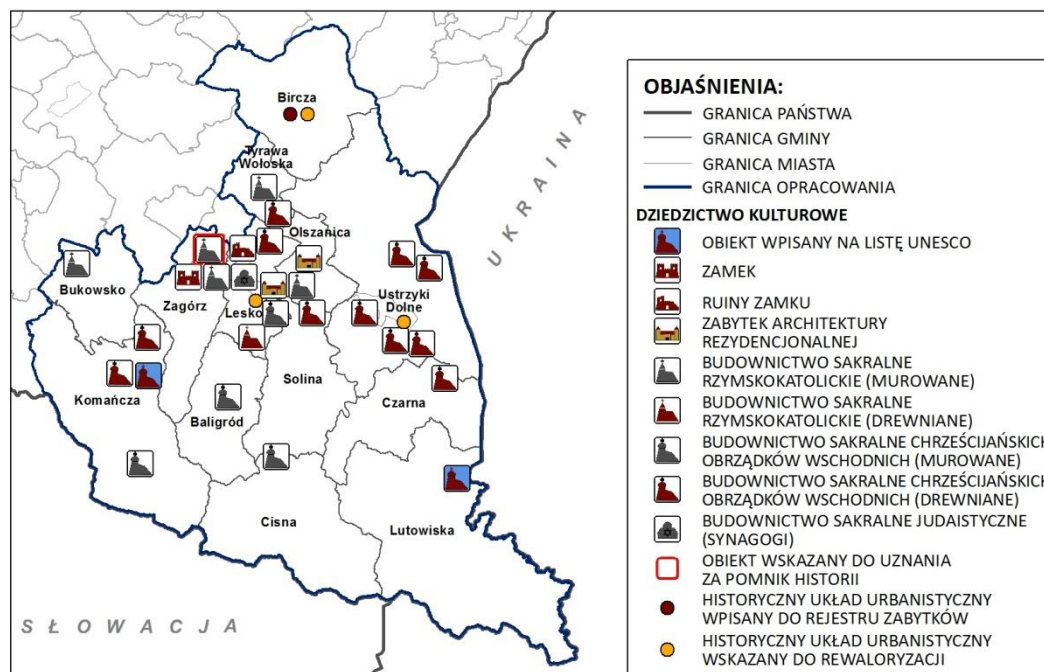 Bircza
Tyrawa
Wołoska
UKRAINA
Olszanica
Bukowsko
Zagórz
Lesko
Ustrzyki
Dolne
Solina
Komańcza
Baligród
Czarna
Cisna
Lutowiska
SŁOWACJA
OBJAŚNIENIA:
GRANICA PAŃSTWA
GRANICA GMINY
GRANICA MIASTA
GRANICA OPRACOWANIA
DZIEDZICTWO KULTUROWE
OBIEKT WPISANY NA LISTĘ UNESCO
ZAMEK
RUINY ZAMKU
ZABYTEK ARCHITEKTURY
REZYDENCJONALNEJ
BUDOWNICTWO SAKRALNE
RZYMSKOKATOLICKIE (MUROWANE)
BUDOWNICTWO SAKRALNE
RZYMSKOKATOLICKIE (DREWNIANE)
BUDOWNICTWO SAKRALNE CHRZEŚCIJAŃSKICH
OBRZĄDKÓW WSCHODNICH (MUROWANE)
BUDOWNICTWO SAKRALNE CHRZEŚCIJAŃSKICH
OBRZĄDKÓW WSCHODNICH (DREWNIANE)
BUDOWNICTWO SAKRALNE JUDAISTYCZNE
(SYNAGOGI)
OBIEKT WSKAZANY DO UZNANIA
ZA POMNIK HISTORII
HISTORYCZNY UKŁAD URBANISTYCZNY
WPISANY DO REJESTRU ZABYTKÓW
HISTORYCZNY UKŁAD URBANISTYCZNY
WSKAZANY DO REWALORYZACJI